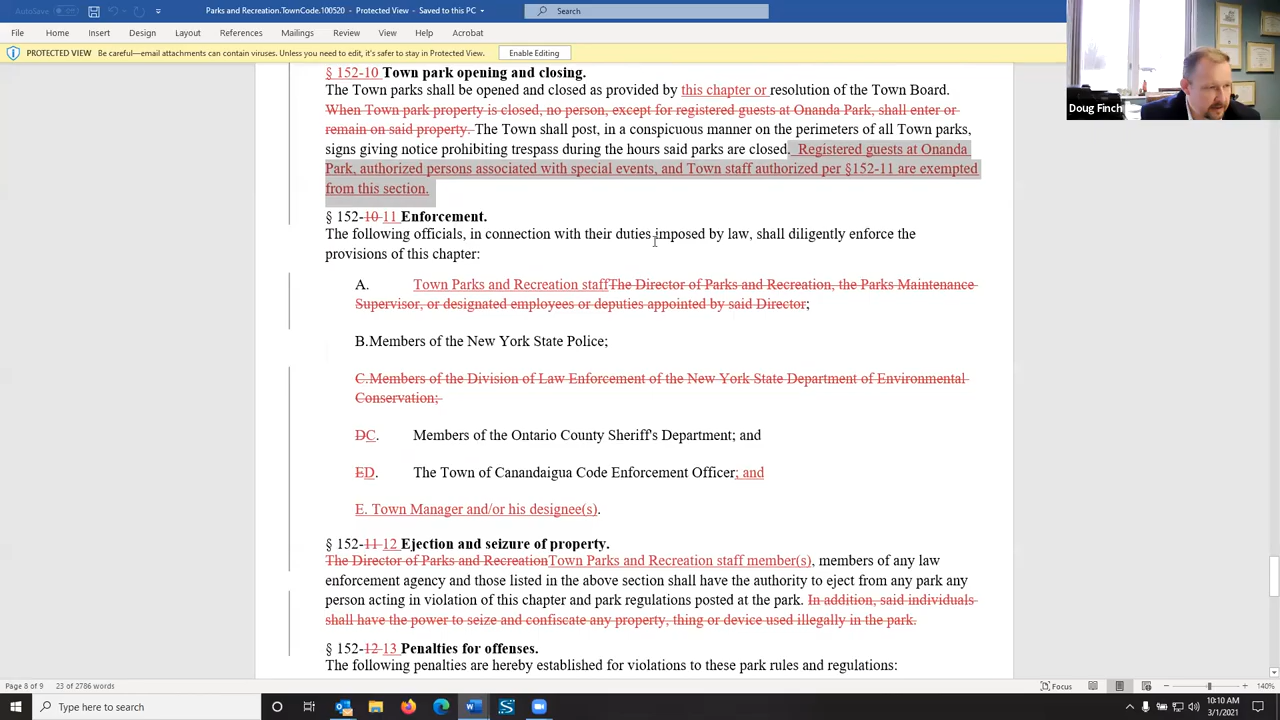 AutoSave
Parks and Recreation.TownCode.100520 - Protected View - Saved to this PC
Search
File Home Insert Design Layout References Mailings Review View Help Acrobat
PROTECTED VIEW Be careful—email attachments can contain viruses. Unless you need to edit, it's safer to stay in Protected View. Enable Editing
Doug Finch
§ 152-10 Town park opening and closing.
The Town parks shall be opened and closed as provided by this chapter or resolution of the Town Board.
When Town park property is closed, no person, except for registered guests at Onanda Park, shall enter or
remain on said property. The Town shall post, in a conspicuous manner on the perimeters of all Town parks,
signs giving notice prohibiting trespass during the hours said parks are closed. Registered guests at Onanda
Park, authorized persons associated with special events, and Town staff authorized per §152-11 are exempted
from this section.
§ 152-10 11 Enforcement.
The following officials, in connection with their duties imposed by law, shall diligently enforce the
provisions of this chapter:
A. Town Parks and Recreation staffThe Director of Parks and Recreation, the Parks Maintenance
Supervisor, or designated employees or deputies appointed by said Director;
B.Members of the New York State Police;
C.Members of the Division of Law Enforcement of the New York State Department of Environmental
Conservation;
DC. Members of the Ontario County Sheriff's Department; and
ED. The Town of Canandaigua Code Enforcement Officer; and
E. Town Manager and/or his designee(s).
§ 152-11 12 Ejection and seizure of property.
The Director of Parks and RecreationTown Parks and Recreation staff member(s), members of any law
enforcement agency and those listed in the above section shall have the authority to eject from any park any
person acting in violation of this chapter and park regulations posted at the park. In addition, said individuals
shall have the power to seize and confiscate any property, thing or device used illegally in the park.
§ 152-12 13 Penalties for offenses.
The following penalties are hereby established for violations to these park rules and regulations:
Page 8 of 9 23 of 2786 words Focus 140%
Type here to search
10:10 AM
3/1/2021